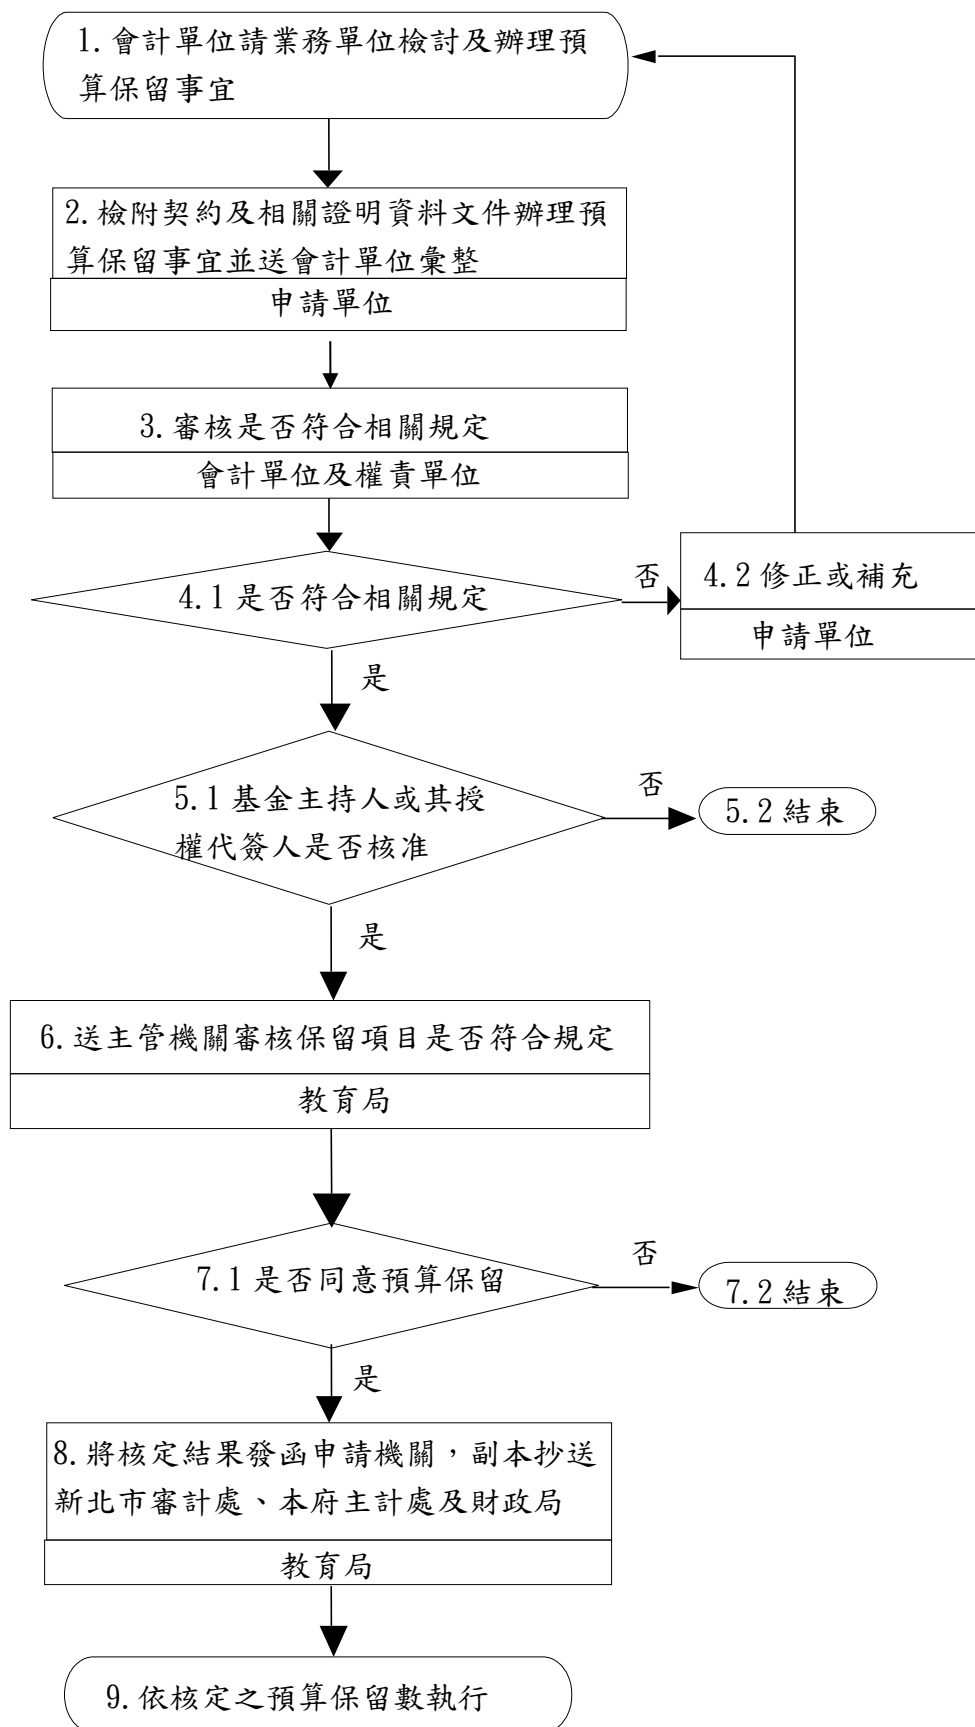 1.會計單位請業務單位檢討及辦理預
算保留事宜
2.檢附契約及相關證明資料文件辦理預
算保留事宜並送會計單位彙整
申請單位
3.審核是否符合相關規定
會計單位及權責單位
4.1是否符合相關規定
否
4.2修正或補充
申請單位
是
5.1基金主持人或其授
權代簽人是否核准
否
5.2結束
是
6.送主管機關審核保留項目是否符合規定
教育局
7.1是否同意預算保留
否
7.2結束
是
8.將核定結果發函申請機關，副本抄送
新北市審計處、本府主計處及財政局
教育局
9.依核定之預算保留數執行